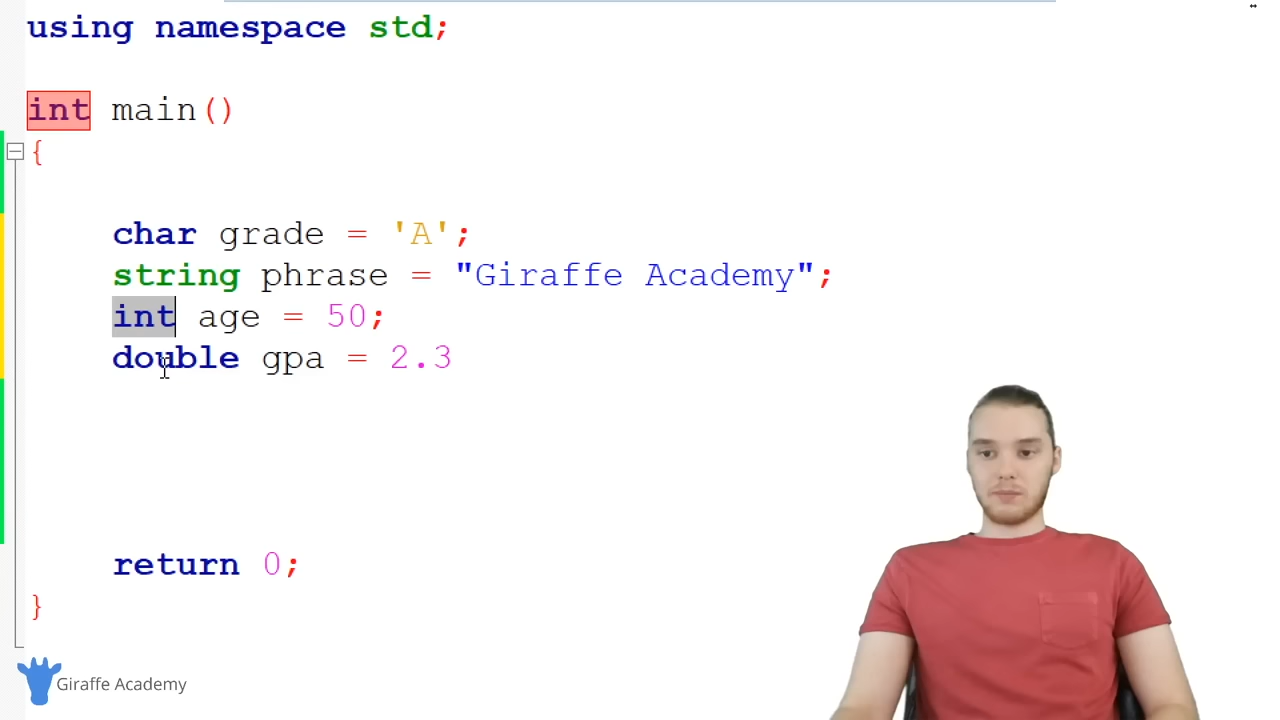 using namespace std;
int main()
{
char grade = 'A';
string phrase = "Giraffe Academy";
int age = 50;
double gpa = 2.3
return 0;
}
Giraffe Academy